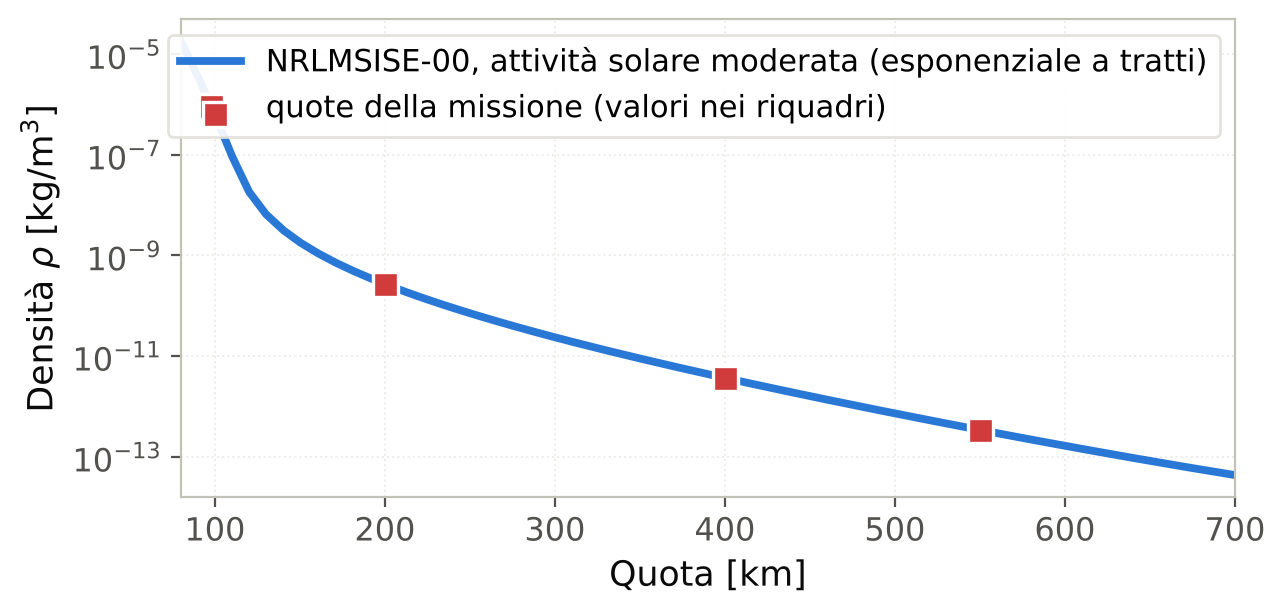 NRLMSISE-00, attività solare moderata (esponenziale a tratti)
quote della missione (valori nei riquadri)
Densità ρ [kg/m³]
10⁻⁵
10⁻⁷
10⁻⁹
10⁻¹¹
10⁻¹³
100 200 300 400 500 600 700
Quota [km]